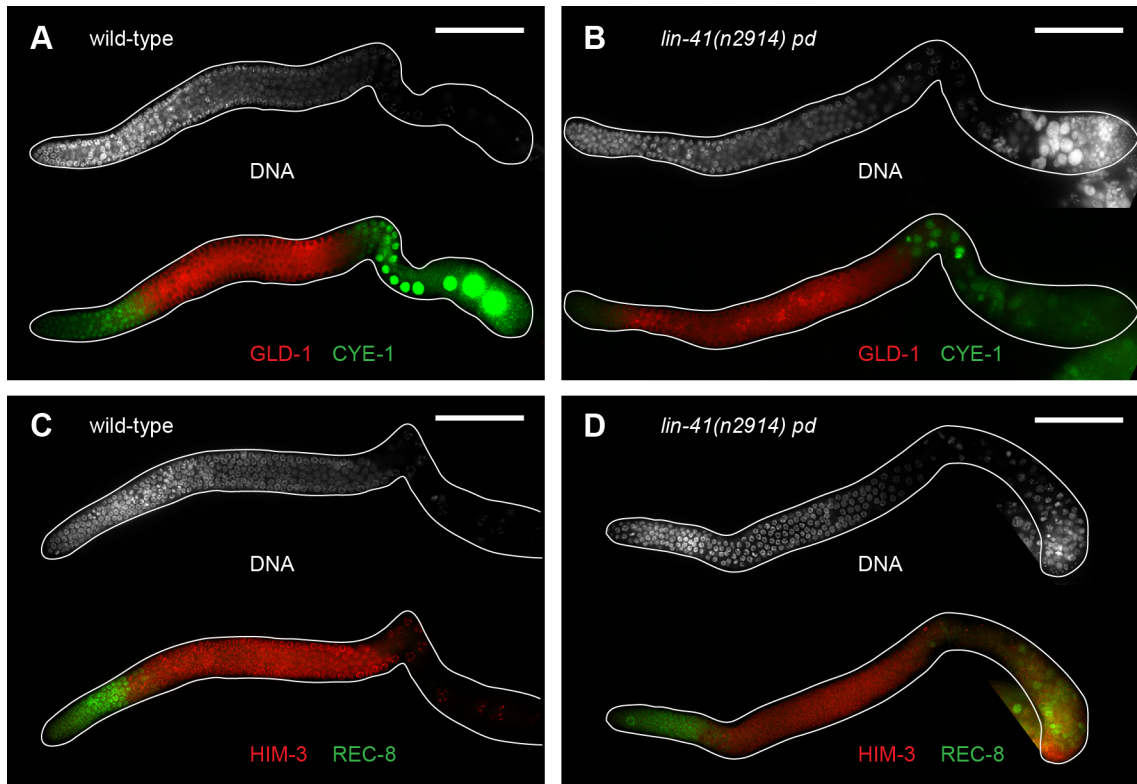 A wild-type
DNA
GLD-1 CYE-1
B lin-41(n2914) pd
DNA
GLD-1 CYE-1
C wild-type
DNA
HIM-3 REC-8
D lin-41(n2914) pd
DNA
HIM-3 REC-8